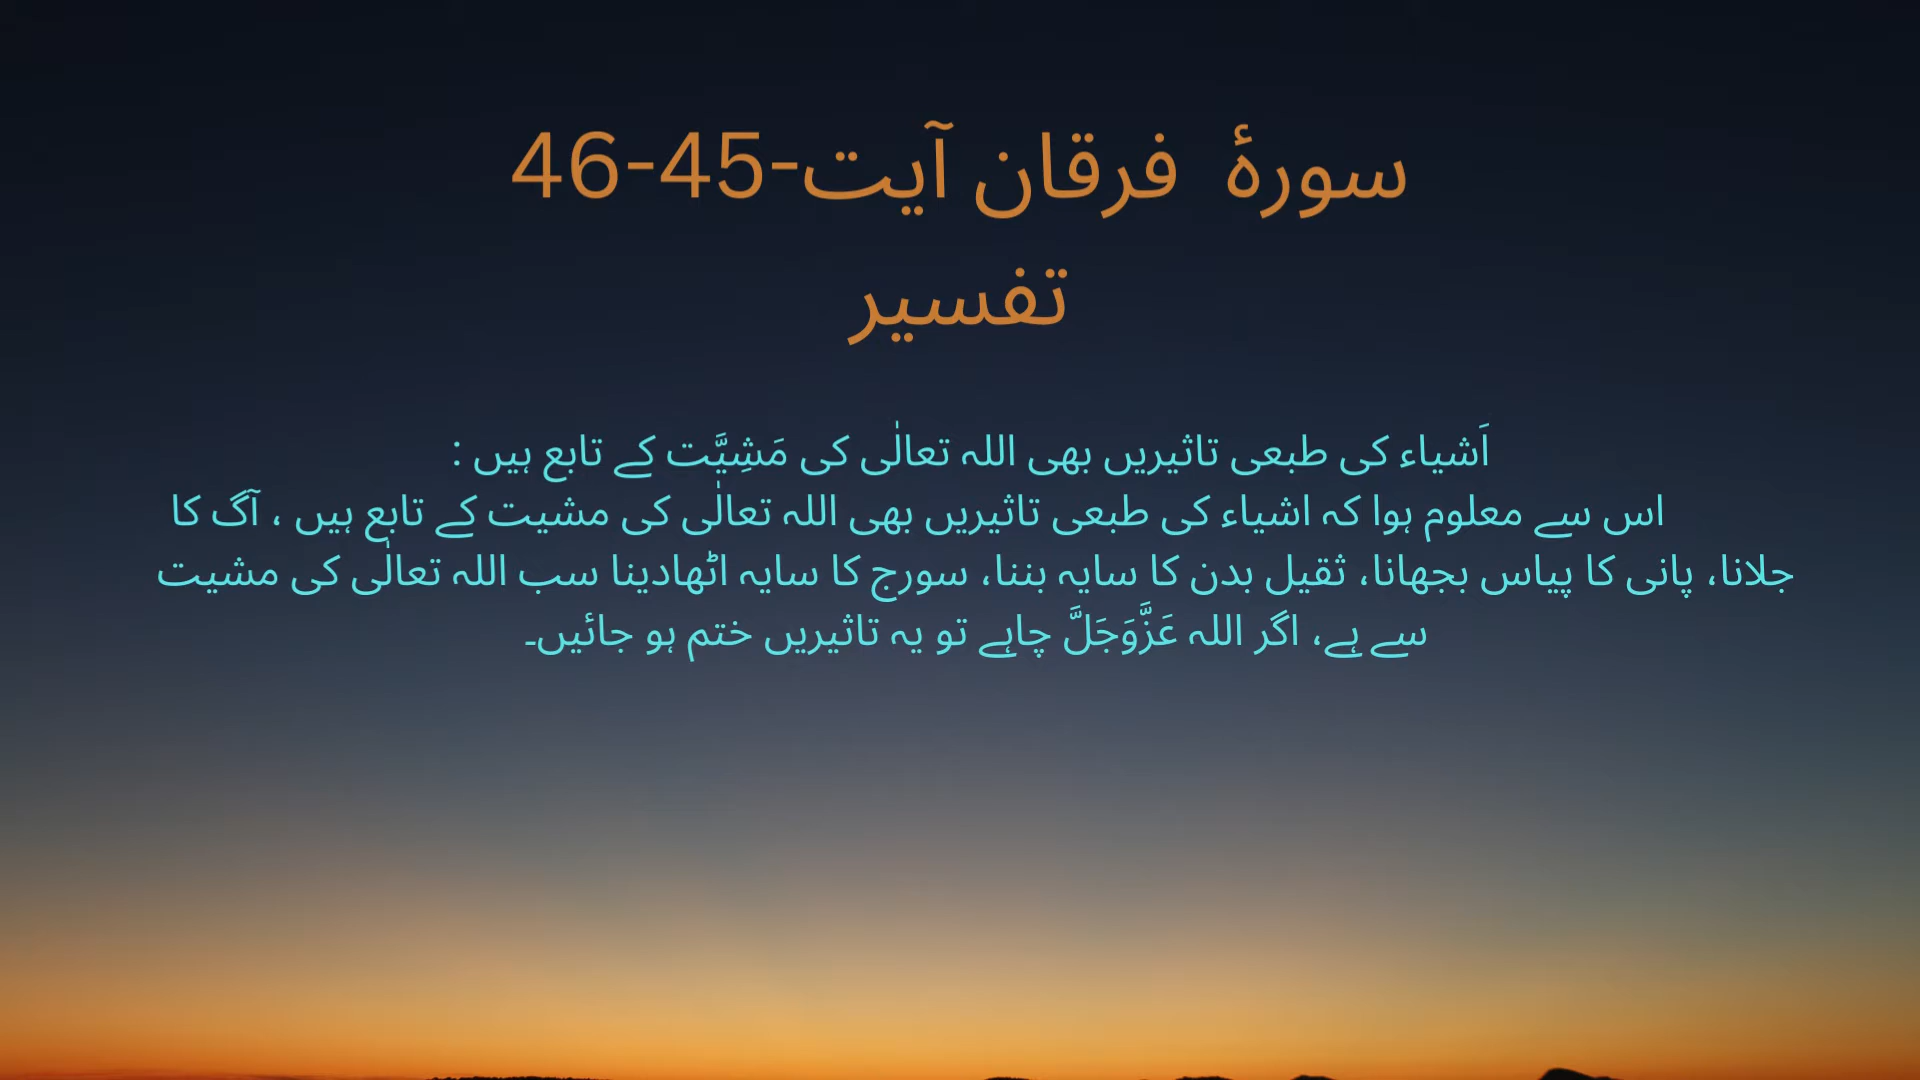 سورۂ فرقان آیت-45-46
تفسیر
اَشیاء کی طبعی تاثیریں بھی اللہ تعالٰی کی مَشِیَّت کے تابع ہیں :
اس سے معلوم ہوا کہ اشیاء کی طبعی تاثیریں بھی اللہ تعالٰی کی مشیت کے تابع ہیں ، آگ کا
جلانا، پانی کا پیاس بجھانا، ثقیل بدن کا سایہ بننا، سورج کا سایہ اٹھادینا سب اللہ تعالٰی کی مشیت
سے ہے، اگر اللہ عَزَّوَجَلَّ چاہے تو یہ تاثیریں ختم ہو جائیں۔